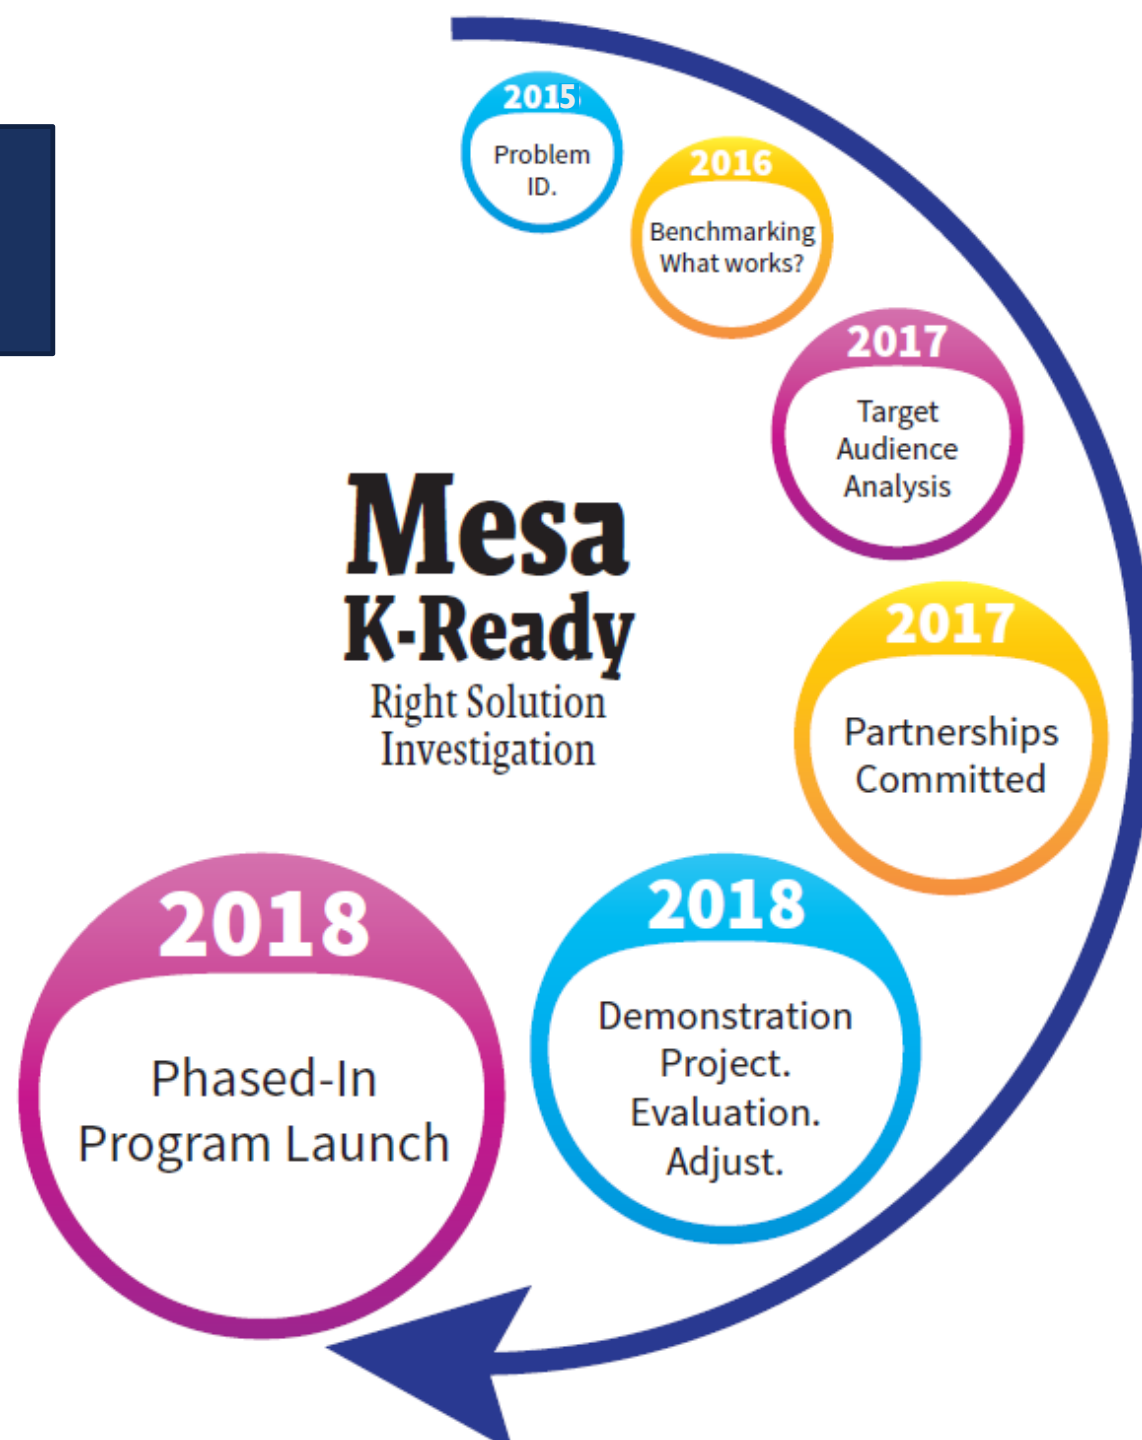 2015
Problem
ID.
2016
Benchmarking
What works?
2017
Target
Audience
Analysis
Mesa
K-Ready
Right Solution
Investigation
2017
Partnerships
Committed
2018
Demonstration
Project.
Evaluation.
Adjust.
2018
Phased-In
Program Launch